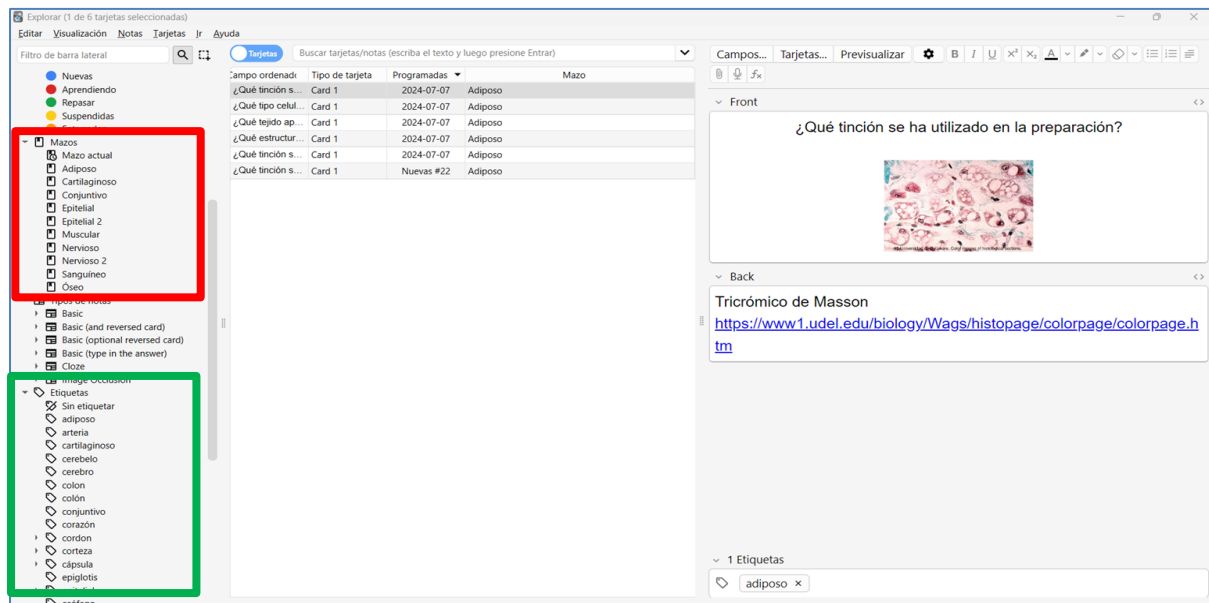 Explorar (1 de 6 tarjetas seleccionadas)
Editar Visualización Notas Tarjetas Ir Ayuda
Filtro de barra lateral
Nuevas
Aprendiendo
Repasar
Suspendidas
Mazos
Mazo actual
Adiposo
Cartilaginoso
Conjuntivo
Epitelial
Epitelial 2
Muscular
Nervioso
Nervioso 2
Sanguíneo
Óseo
Tipos de notas
Basic
Basic (and reversed card)
Basic (optional reversed card)
Basic (type in the answer)
Cloze
Image Occlusion
Etiquetas
Sin etiquetar
adiposo
arteria
cartilaginoso
cerebelo
cerebro
colon
colón
conjuntivo
corazón
cordon
corteza
cápsula
epiglotis
Tarjetas Buscar tarjetas/notas (escriba el texto y luego presione Entrar)
Campo ordenado Tipo de tarjeta Programadas Mazo
¿Qué tinción s... Card 1 2024-07-07 Adiposo
¿Qué tipo celul... Card 1 2024-07-07 Adiposo
¿Qué tejido ap... Card 1 2024-07-07 Adiposo
¿Qué estructur... Card 1 2024-07-07 Adiposo
¿Qué tinción s... Card 1 2024-07-07 Adiposo
¿Qué tinción s... Card 1 Nuevas #22 Adiposo
Campos... Tarjetas... Previsualizar B I U x² x₂ A
fx
Front <>
¿Qué tinción se ha utilizado en la preparación?
Back <>
Tricrómico de Masson
https://www1.udel.edu/biology/Wags/histopage/colorpage/colorpage.h
tm
1 Etiquetas
adiposo ×